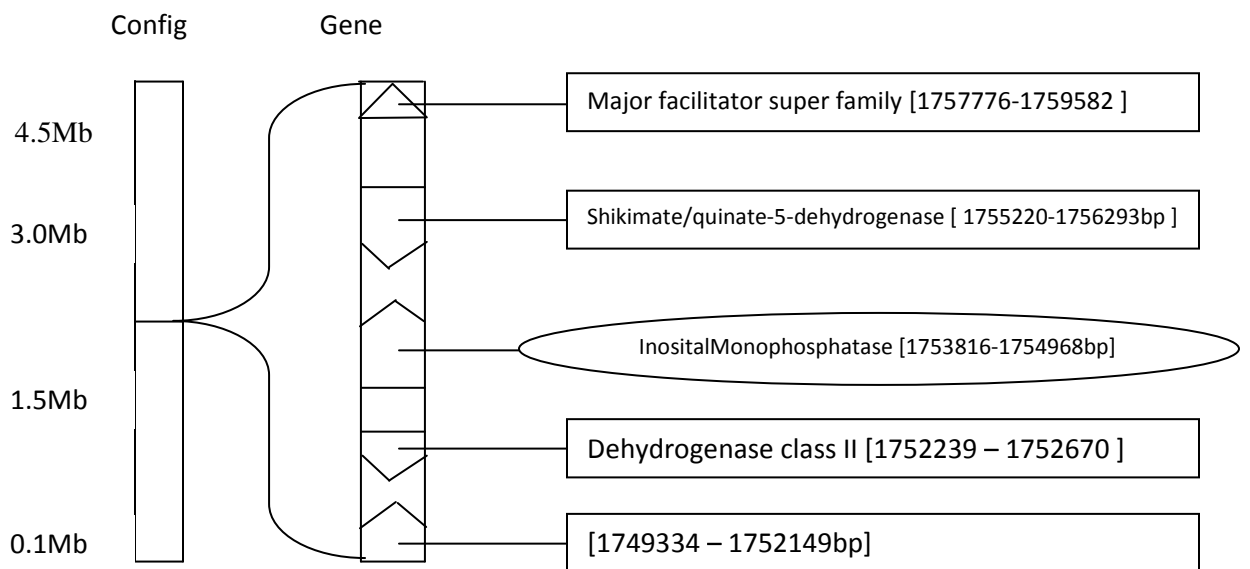 Config Gene
Major facilitator super family [1757776-1759582 ]
4.5Mb
Shikimate/quinate-5-dehydrogenase [ 1755220-1756293bp ]
3.0Mb
InositalMonophosphatase [1753816-1754968bp]
1.5Mb
Dehydrogenase class II [1752239 – 1752670 ]
[1749334 – 1752149bp]
0.1Mb